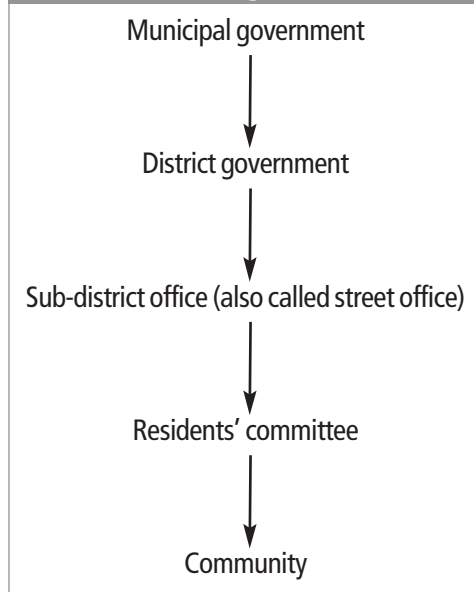 Municipal government
District government
Sub-district office (also called street office)
Residents’ committee
Community